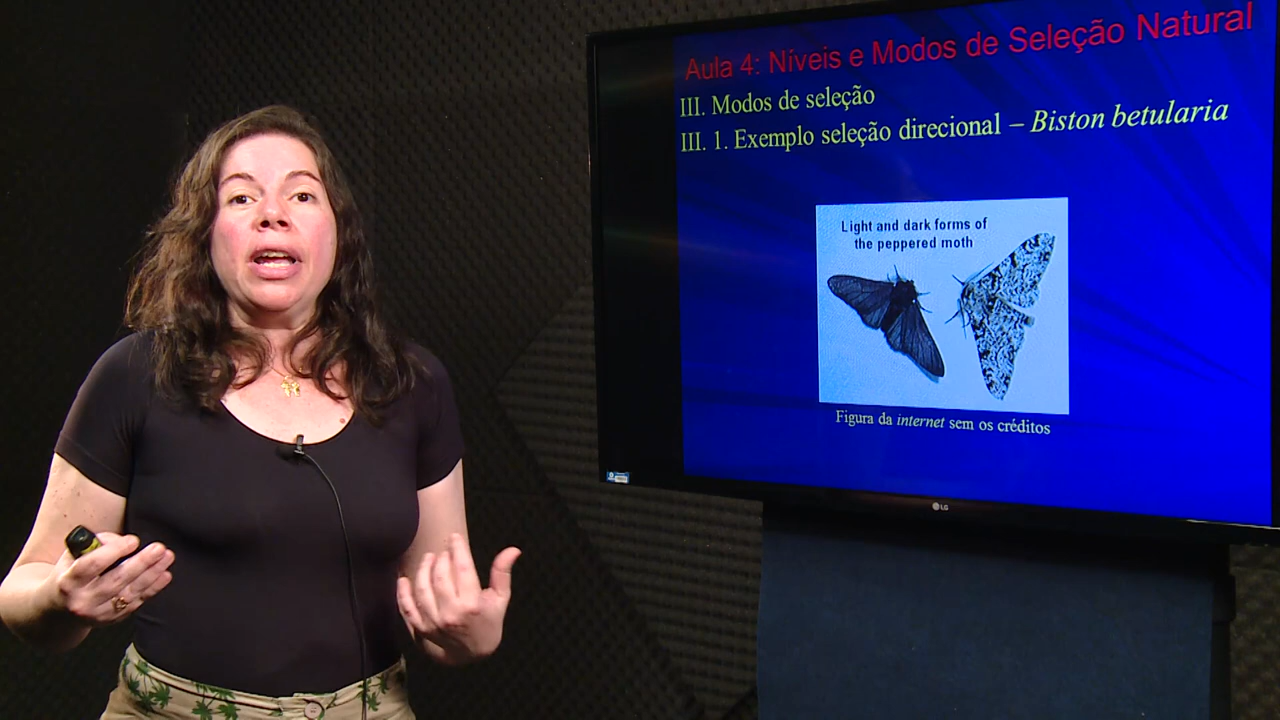 Aula 4: Níveis e Modos de Seleção Natural
III. Modos de seleção
III. 1. Exemplo seleção direcional – Biston betularia
Light and dark forms of
the peppered moth
Figura da internet sem os créditos
LG